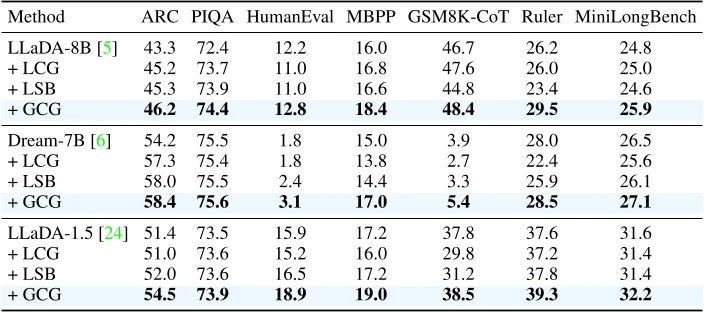 Method ARC PIQA HumanEval MBPP GSM8K-CoT Ruler MiniLongBench
LLaDA-8B [5] 43.3 72.4 12.2 16.0 46.7 26.2 24.8
+ LCG 45.2 73.7 11.0 16.8 47.6 26.0 25.0
+ LSB 45.3 73.9 11.0 16.6 44.8 23.4 24.6
+ GCG 46.2 74.4 12.8 18.4 48.4 29.5 25.9
Dream-7B [6] 54.2 75.5 1.8 15.0 3.9 28.0 26.5
+ LCG 57.3 75.4 1.8 13.8 2.7 22.4 25.6
+ LSB 58.0 75.5 2.4 14.4 3.3 25.9 26.1
+ GCG 58.4 75.6 3.1 17.0 5.4 28.5 27.1
LLaDA-1.5 [24] 51.4 73.5 15.9 17.2 37.8 37.6 31.6
+ LCG 51.0 73.6 15.2 16.0 29.8 37.2 31.4
+ LSB 52.0 73.6 16.5 17.2 31.2 37.8 31.4
+ GCG 54.5 73.9 18.9 19.0 38.5 39.3 32.2